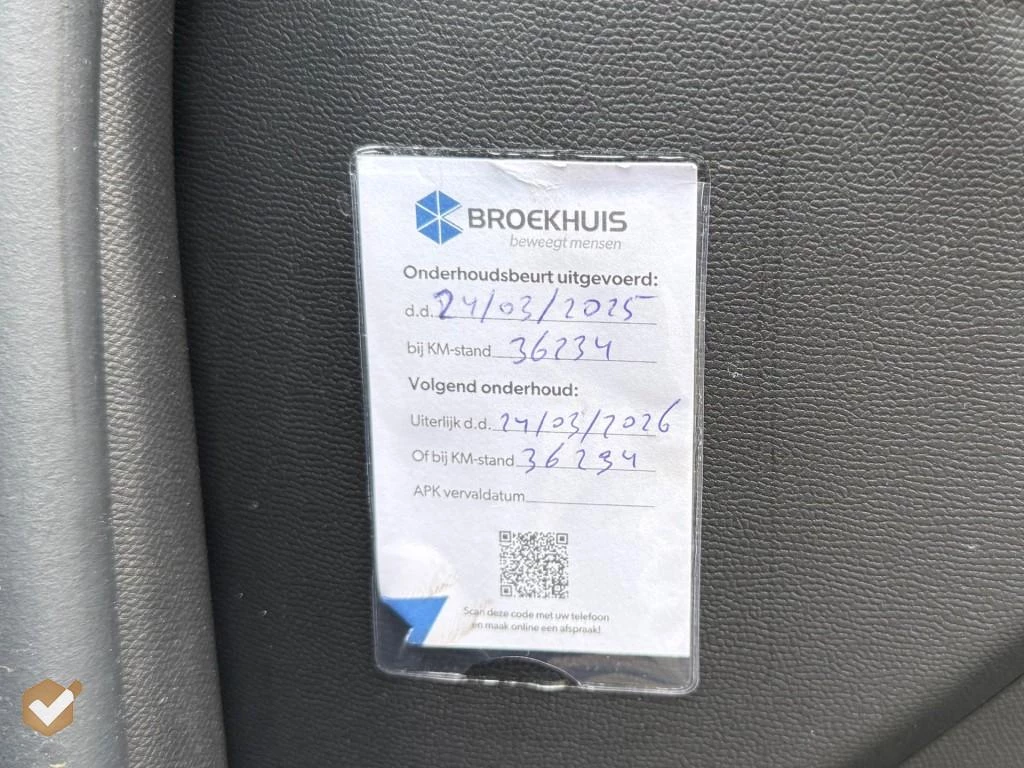 BROEKHUIS
beweegt mensen
Onderhoudsbeurt uitgevoerd:
d.d. 24/03/2025
bij KM-stand 36234
Volgend onderhoud:
Uiterlijk d.d. 24/03/2026
Of bij KM-stand 36234
APK vervaldatum
Scan deze code met uw telefoon
en maak online een afspraak!